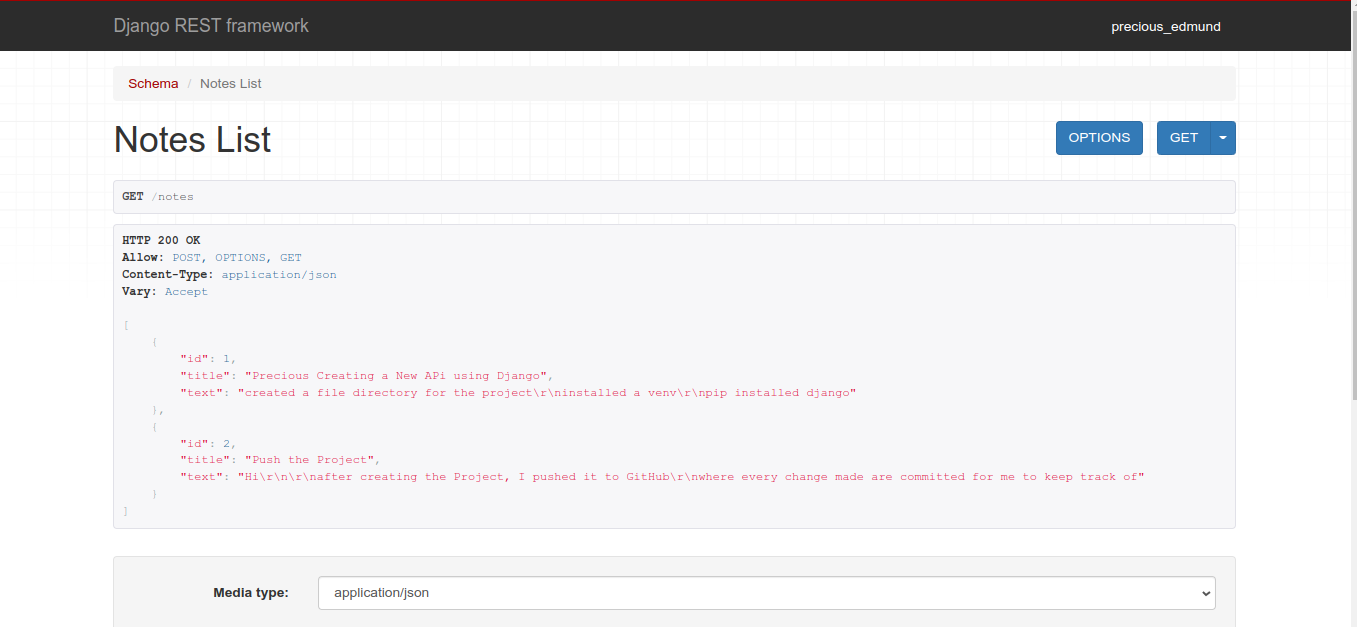 Django REST framework
precious_edmund
Schema / Notes List
Notes List
OPTIONS
GET
GET /notes
HTTP 200 OK
Allow: POST, OPTIONS, GET
Content-Type: application/json
Vary: Accept
[
    {
        "id": 1,
        "title": "Precious Creating a New APi using Django",
        "text": "created a file directory for the project\r\ninstalled a venv\r\npip installed django"
    },
    {
        "id": 2,
        "title": "Push the Project",
        "text": "Hi\r\n\r\nafter creating the Project, I pushed it to GitHub\r\nwhere every change made are committed for me to keep track of"
    }
]
Media type:
application/json